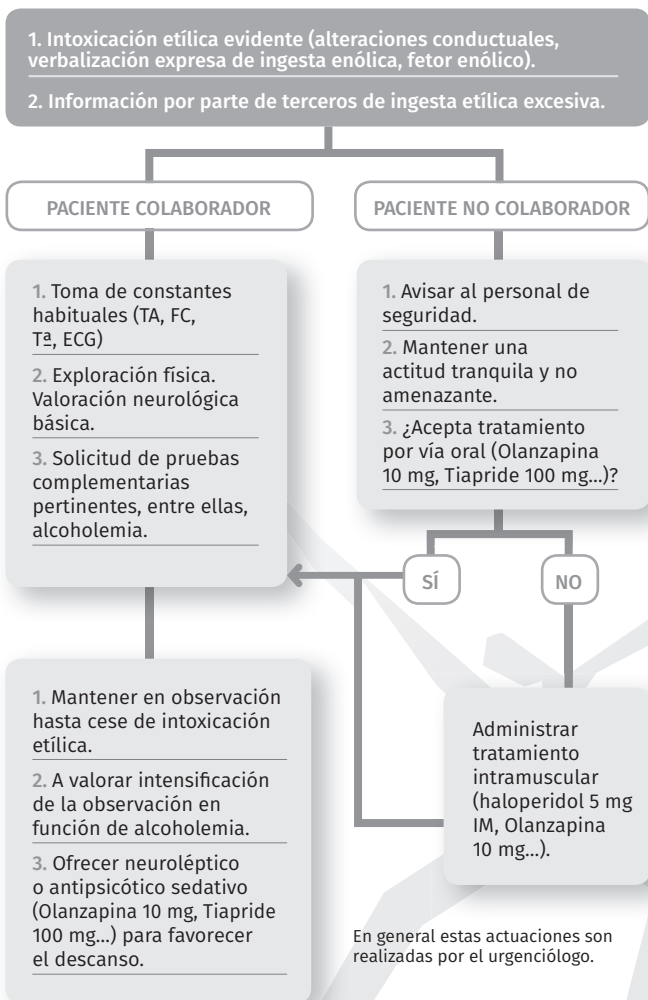 1. Intoxicación etílica evidente (alteraciones conductuales,
verbalización expresa de ingesta enólica, fetor enólico).
2. Información por parte de terceros de ingesta etílica excesiva.
PACIENTE COLABORADOR
PACIENTE NO COLABORADOR
1. Toma de constantes
habituales (TA, FC,
Tª, ECG)
2. Exploración física.
Valoración neurológica
básica.
3. Solicitud de pruebas
complementarias
pertinentes, entre ellas,
alcoholemia.
1. Avisar al personal de
seguridad.
2. Mantener una
actitud tranquila y no
amenazante.
3. ¿Acepta tratamiento
por vía oral (Olanzapina
10 mg, Tiapride 100 mg...)?
SÍ
NO
1. Mantener en observación
hasta cese de intoxicación
etílica.
2. A valorar intensificación
de la observación en
función de alcoholemia.
3. Ofrecer neuroléptico
o antipsicótico sedativo
(Olanzapina 10 mg, Tiapride
100 mg...) para favorecer
el descanso.
Administrar
tratamiento
intramuscular
(haloperidol 5 mg
IM, Olanzapina
10 mg...).
En general estas actuaciones son
realizadas por el urgenciólogo.